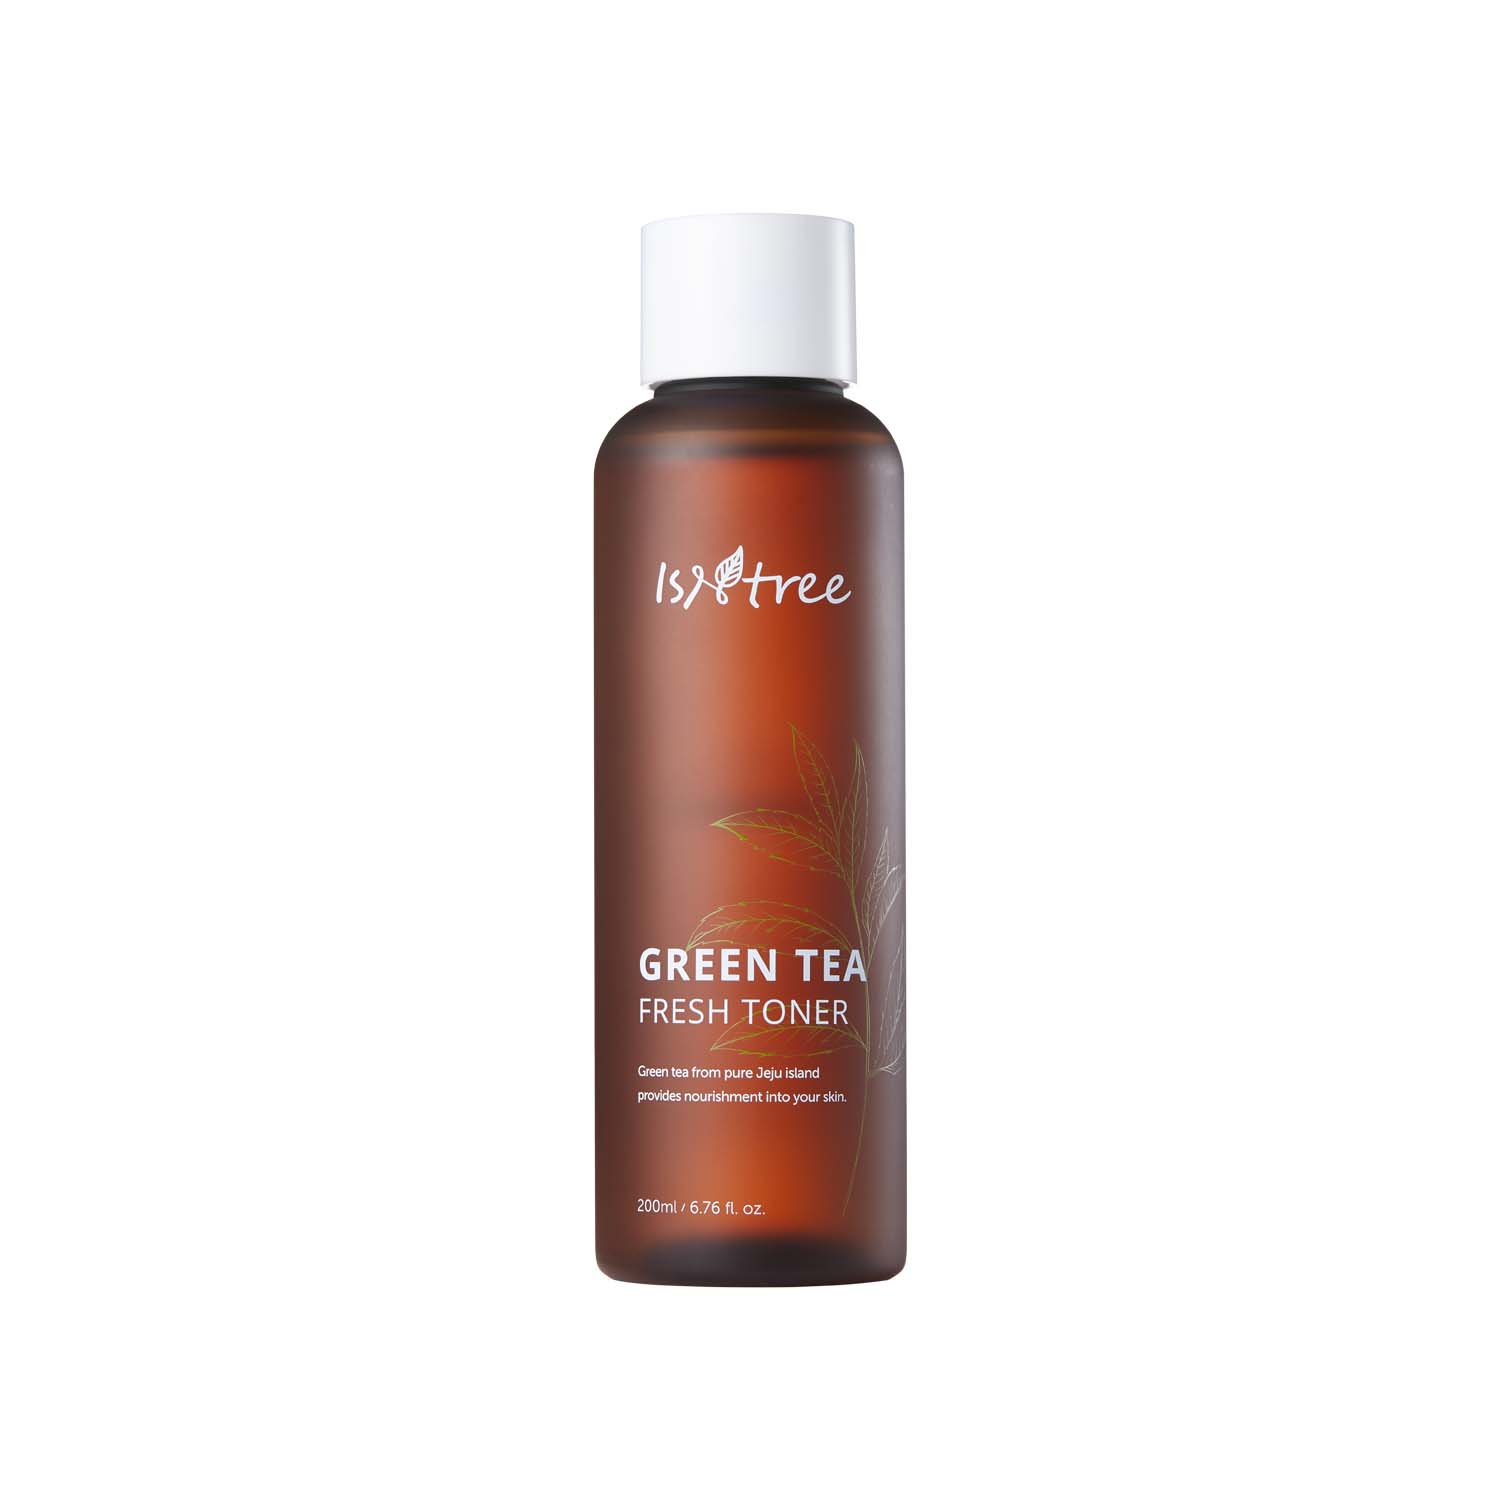 Isntree
GREEN TEA
FRESH TONER
Green tea from pure Jeju island
provides nourishment into your skin.
200ml / 6.76 fl. oz.